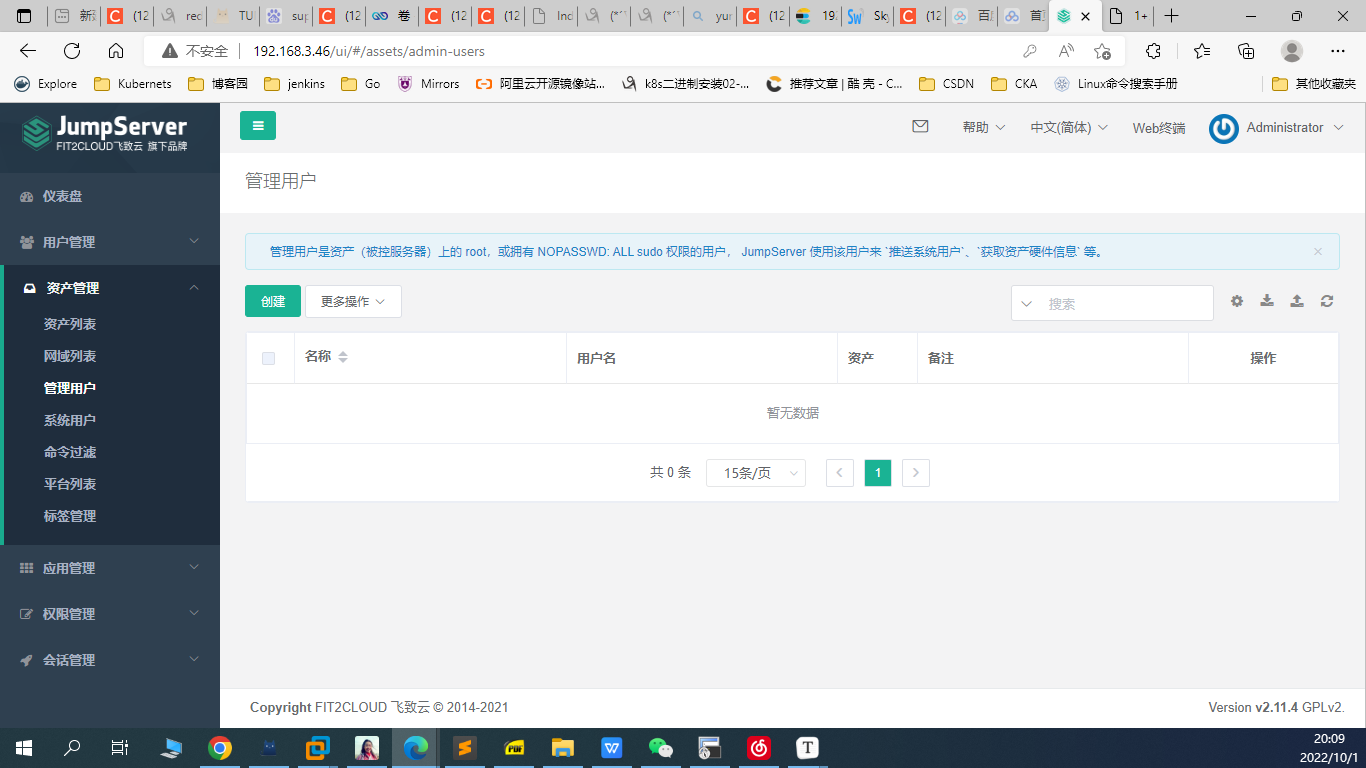 新 (12 rec TU sup (12 (12 卷 (12 (12 Ind (*^ (*^ yur (12 19 Sky (12 百 首 1+
不安全 192.168.3.46/ui/#/assets/admin-users
Explore Kubernets 博客园 jenkins Go Mirrors 阿里云开源镜像站... k8s二进制安装02-... 推荐文章 | 酷 壳 - C... CSDN CKA Linux命令搜索手册 其他收藏夹
JumpServer
FIT2CLOUD飞致云 旗下品牌
帮助 中文(简体) Web终端 Administrator
仪表盘
用户管理
资产管理
资产列表
网域列表
管理用户
系统用户
命令过滤
平台列表
标签管理
应用管理
权限管理
会话管理
管理用户
管理用户是资产（被控服务器）上的 root，或拥有 NOPASSWD: ALL sudo 权限的用户， JumpServer 使用该用户来 `推送系统用户`、`获取资产硬件信息` 等。
创建 更多操作 搜索
名称 用户名 资产 备注 操作
暂无数据
共 0 条 15条/页 1
Copyright FIT2CLOUD 飞致云 © 2014-2021 Version v2.11.4 GPLv2.
20:09
2022/10/1